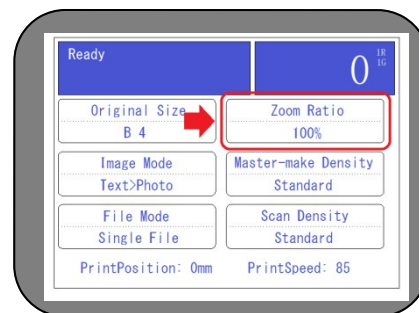 Ready
0 1R
1G
Original Size
B 4
Zoom Ratio
100%
Image Mode
Text>Photo
Master-make Density
Standard
File Mode
Single File
Scan Density
Standard
PrintPosition: 0mm PrintSpeed: 85